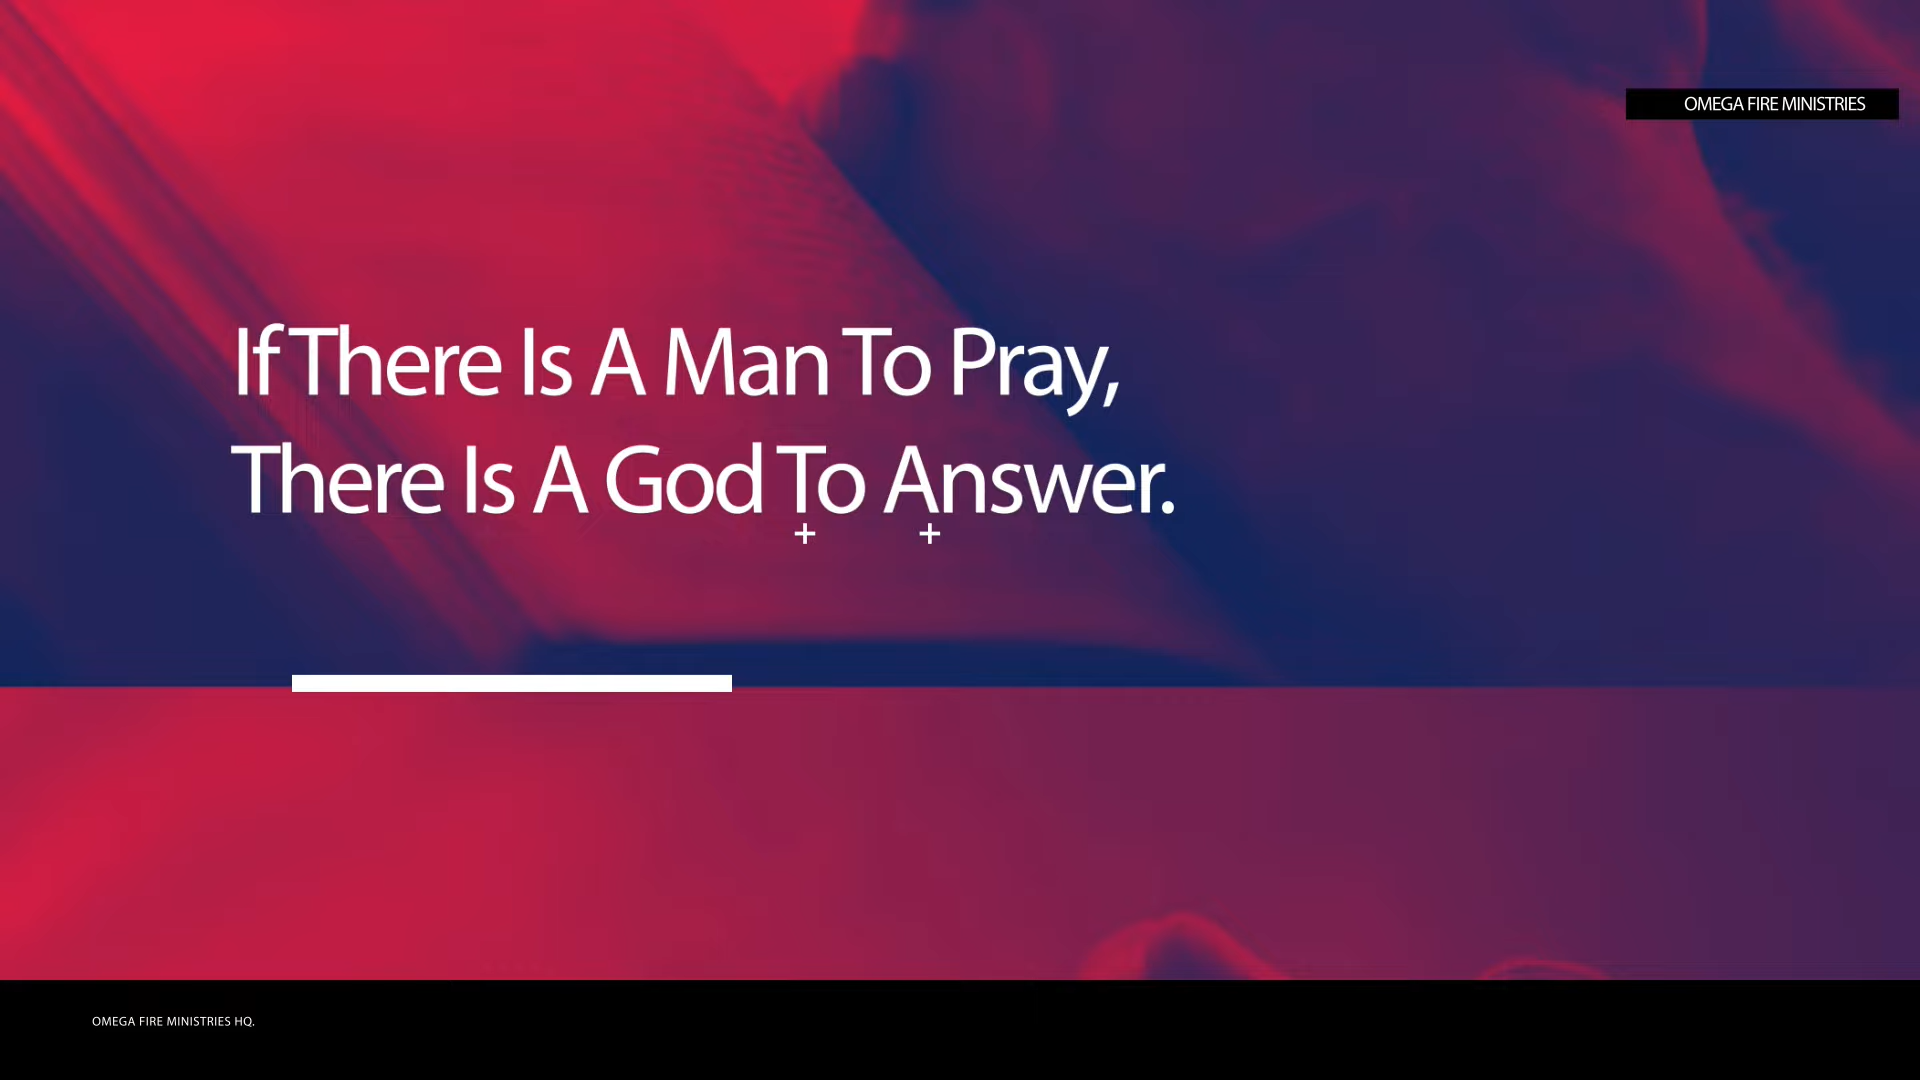 OMEGA FIRE MINISTRIES
If There Is A Man To Pray,
There Is A God To Answer.
+ +
OMEGA FIRE MINISTRIES HQ.